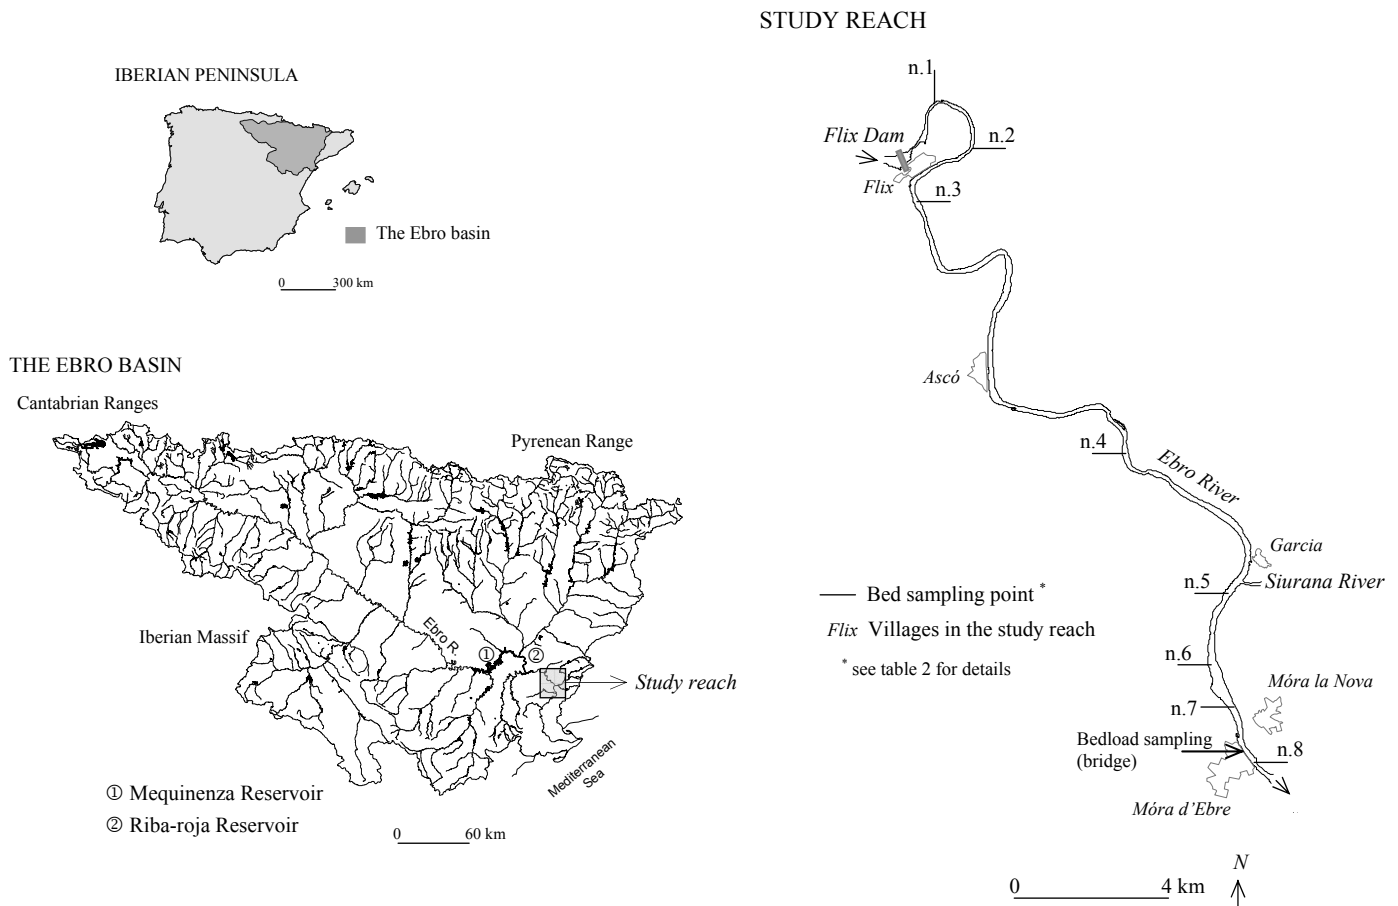 STUDY REACH
IBERIAN PENINSULA
The Ebro basin
0 300 km
THE EBRO BASIN
Cantabrian Ranges
Pyrenean Range
Iberian Massif
Ebro R.
①
②
Study reach
Mediterranean
Sea
① Mequinenza Reservoir
② Riba-roja Reservoir
0 60 km
n.1
Flix Dam
n.2
Flix
n.3
Ascó
n.4
Ebro River
Garcia
n.5
Siurana River
Bed sampling point *
Flix Villages in the study reach
* see table 2 for details
n.6
Móra la Nova
n.7
Bedload sampling
(bridge)
n.8
Móra d'Ebre
N
0 4 km